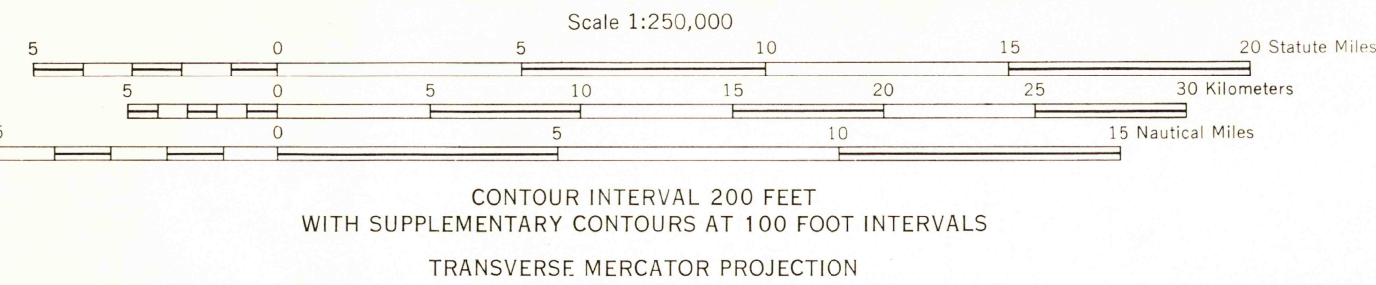 Scale 1:250,000
5 0 5 10 15 20 Statute Miles
5 0 5 10 15 20 25 30 Kilometers
5 0 5 10 15 Nautical Miles
CONTOUR INTERVAL 200 FEET
WITH SUPPLEMENTARY CONTOURS AT 100 FOOT INTERVALS
TRANSVERSE MERCATOR PROJECTION